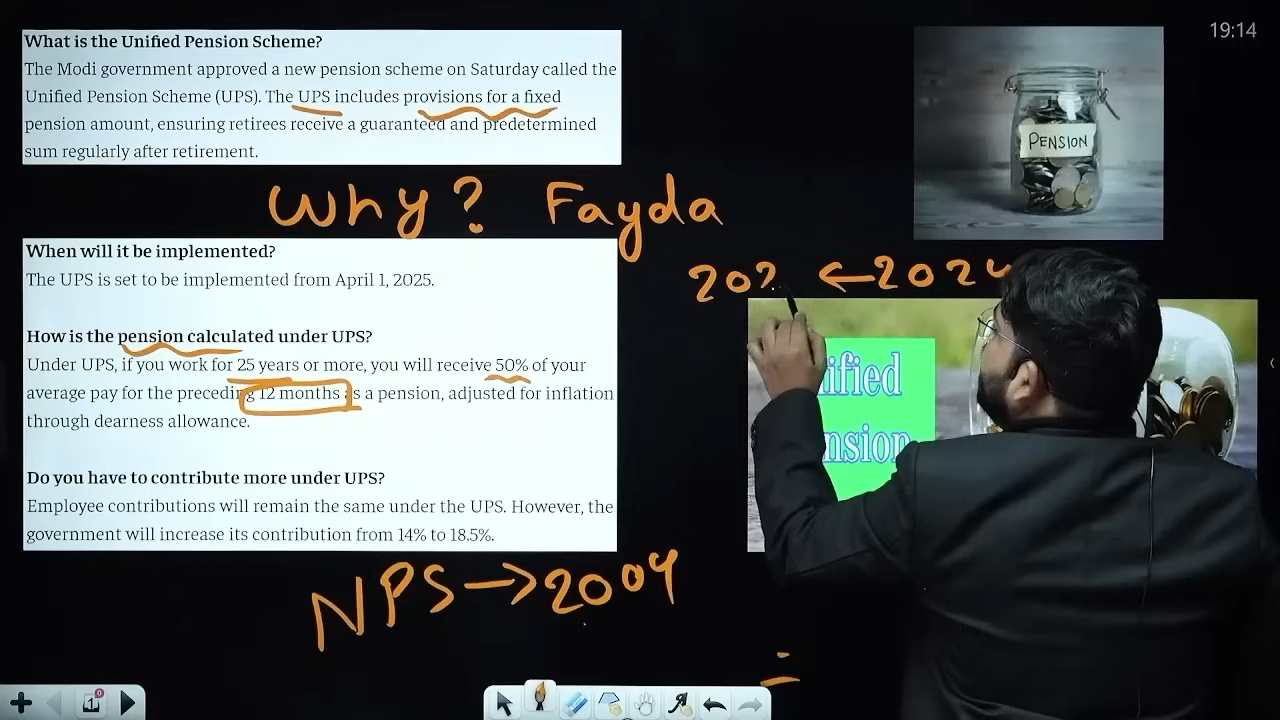 19:14
What is the Unified Pension Scheme?
The Modi government approved a new pension scheme on Saturday called the
Unified Pension Scheme (UPS). The UPS includes provisions for a fixed
pension amount, ensuring retirees receive a guaranteed and predetermined
sum regularly after retirement.
PENSION
Why? Fayda
When will it be implemented?
The UPS is set to be implemented from April 1, 2025.
202 ← 2024
How is the pension calculated under UPS?
Under UPS, if you work for 25 years or more, you will receive 50% of your
average pay for the preceding 12 months as a pension, adjusted for inflation
through dearness allowance.
ified
nsion
Do you have to contribute more under UPS?
Employee contributions will remain the same under the UPS. However, the
government will increase its contribution from 14% to 18.5%.
NPS → 2004
=
1
0